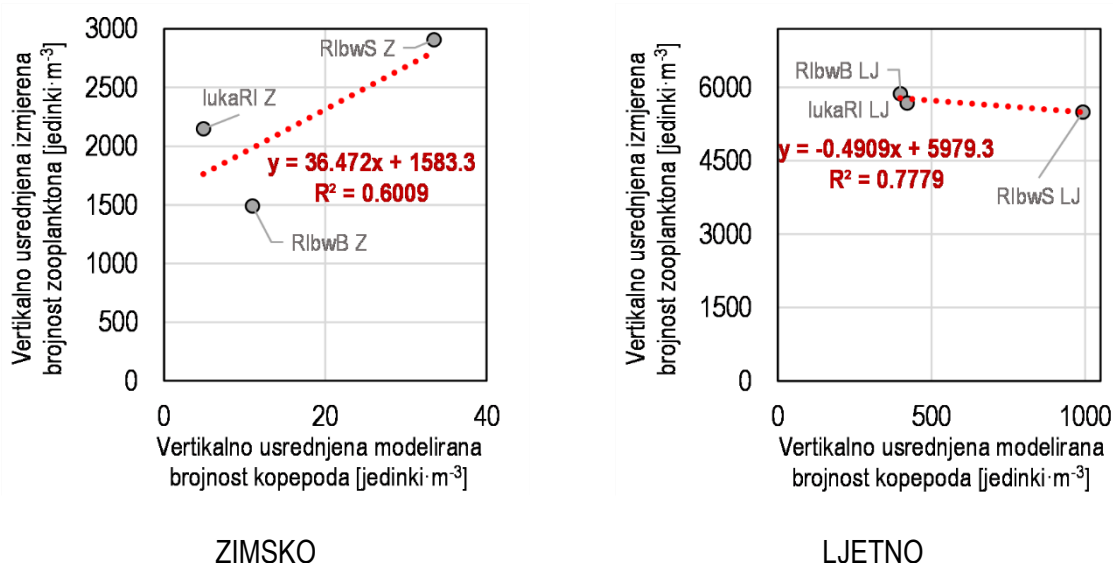 Vertikalno usrednjena izmjerena
brojnost zooplanktona [jedinki·m⁻³]
3000
2500
2000
1500
1000
500
0
RIbwS Z
lukaRI Z
y = 36.472x + 1583.3
R² = 0.6009
RIbwB Z
0 20 40
Vertikalno usrednjena modelirana
brojnost kopepoda [jedinki·m⁻³]
ZIMSKO
Vertikalno usrednjena izmjerena
brojnost zooplanktona [jedinki·m⁻³]
6000
4500
3000
1500
0
RIbwB LJ
lukaRI LJ
y = -0.4909x + 5979.3
R² = 0.7779
RIbwS LJ
0 500 1000
Vertikalno usrednjena modelirana
brojnost kopepoda [jedinki·m⁻³]
LJETNO